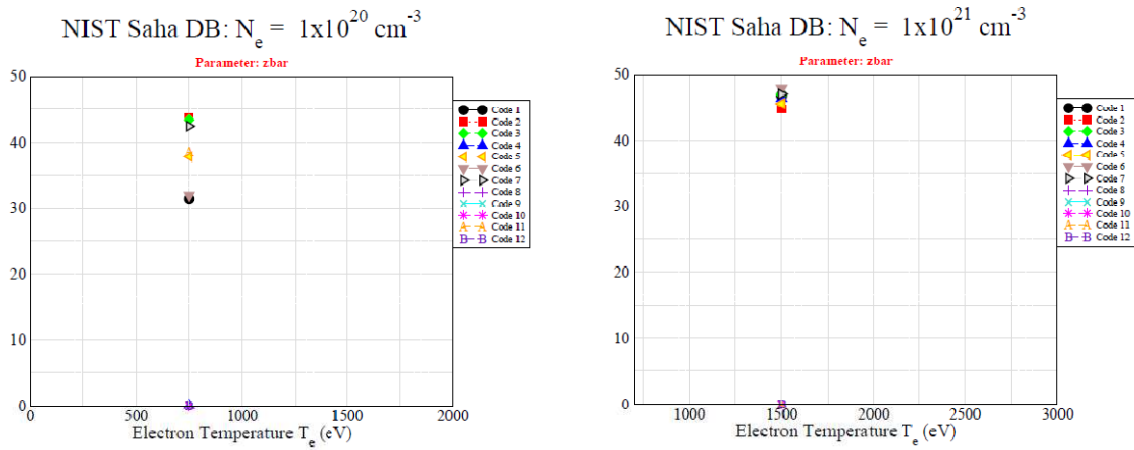 NIST Saha DB: Ne = 1x10^20 cm^-3
Parameter: zbar
50
40
30
20
10
0
0 500 1000 1500 2000
Electron Temperature Te (eV)
Code 1
Code 2
Code 3
Code 4
Code 5
Code 6
Code 7
Code 8
Code 9
Code 10
Code 11
B B Code 12
NIST Saha DB: Ne = 1x10^21 cm^-3
Parameter: zbar
50
40
30
20
10
0
1000 1500 2000 2500 3000
Electron Temperature Te (eV)
Code 1
Code 2
Code 3
Code 4
Code 5
Code 6
Code 7
Code 8
Code 9
Code 10
Code 11
B B Code 12